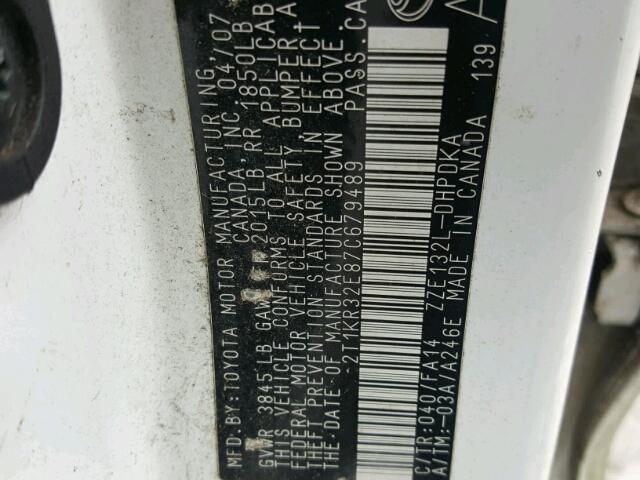 MFD. BY: TOYOTA MOTOR MANUFACTURING,
CANADA, INC. 04/07
GVWR 3845LB GAWR 2015LB RR 1850LB
THIS VEHICLE CONFORMS TO ALL APPLICAB
FEDERAL MOTOR VEHICLE SAFETY, BUMPER, A
THEFT PREVENTION STANDARDS IN EFFECT
THE DATE OF MANUFACTURE SHOWN ABOVE.
2T1KR32E87C679489 PASS.CA
C/TR:040/FA14 ZZE132L-DHPDKA
A/TM:-03A/A246E MADE IN CANADA 139
A